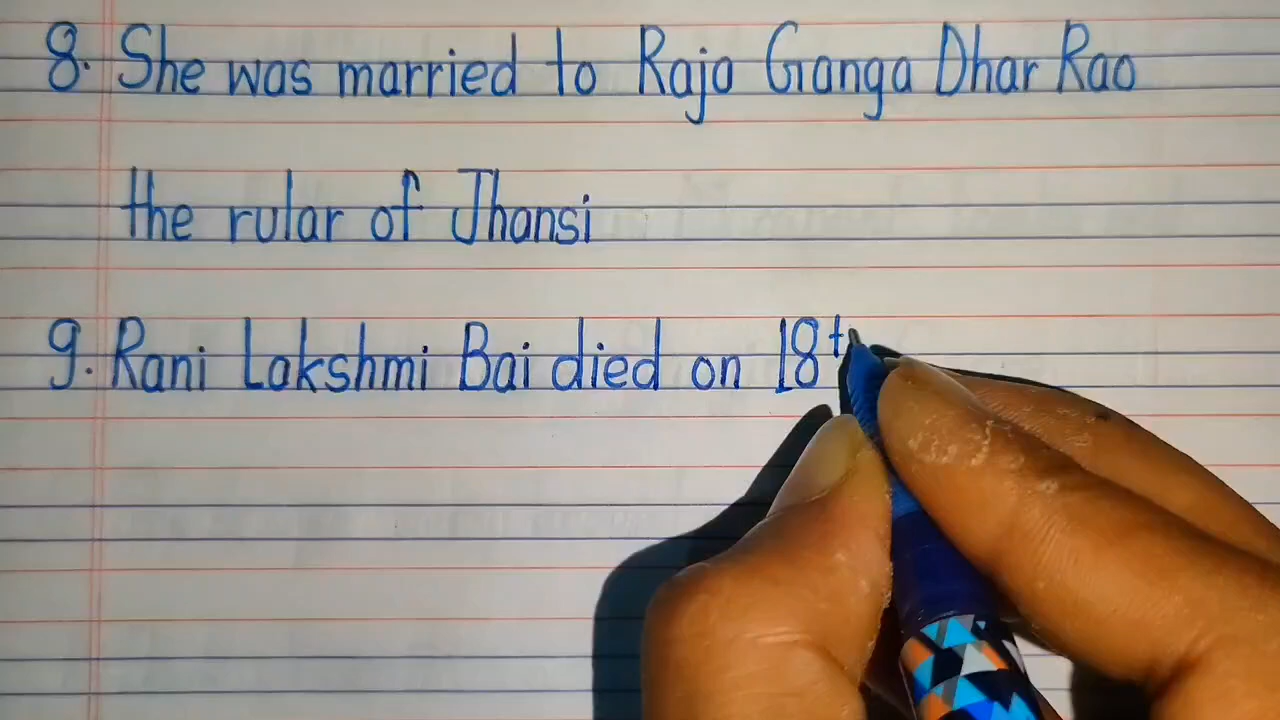 8. She was married to Raja Ganga Dhar Rao
the rular of Jhansi
9. Rani Lakshmi Bai died on 18t